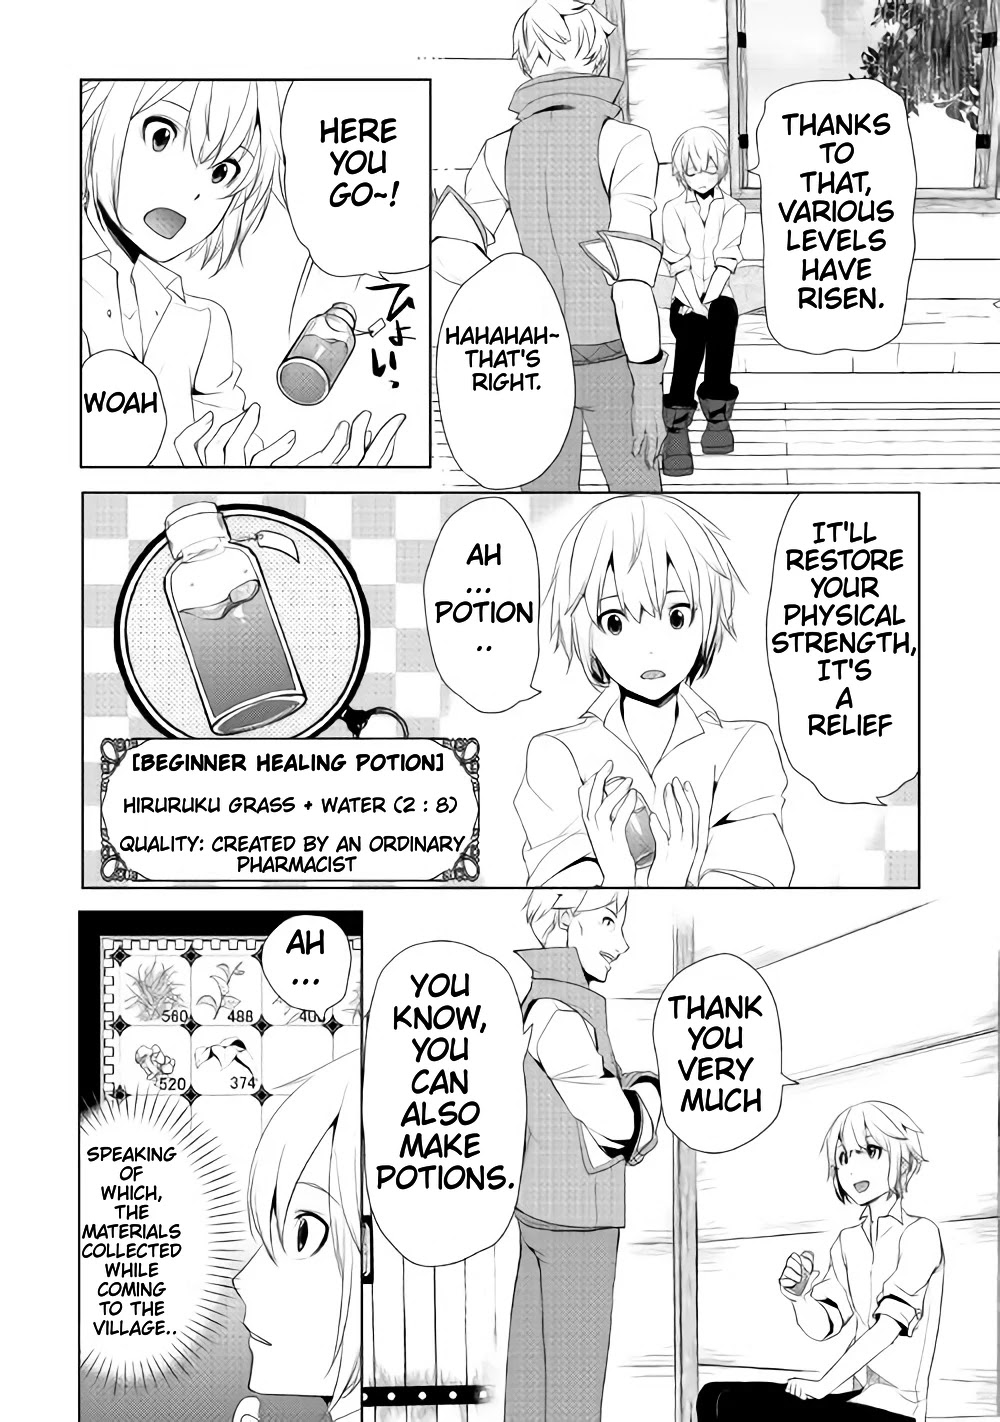 THANKS
TO
THAT,
VARIOUS
LEVELS
HAVE
RISEN.
HAHAHAH~
THAT'S
RIGHT.
HERE
YOU
GO~!
ひょいっ
WOAH
IT'LL
RESTORE
YOUR
PHYSICAL
STRENGTH,
IT'S
A
RELIEF
AH
...
POTION
..
[BEGINNER HEALING POTION]
HIRURUKU GRASS + WATER (2 : 8)
QUALITY: CREATED BY AN ORDINARY
PHARMACIST
THANK
YOU
VERY
MUCH
YOU
KNOW,
YOU
CAN
ALSO
MAKE
POTIONS.
AH
...
560 488
520 374
SPEAKING
OF
WHICH,
THE
MATERIALS
COLLECTED
WHILE
COMING
TO THE
VILLAGE..